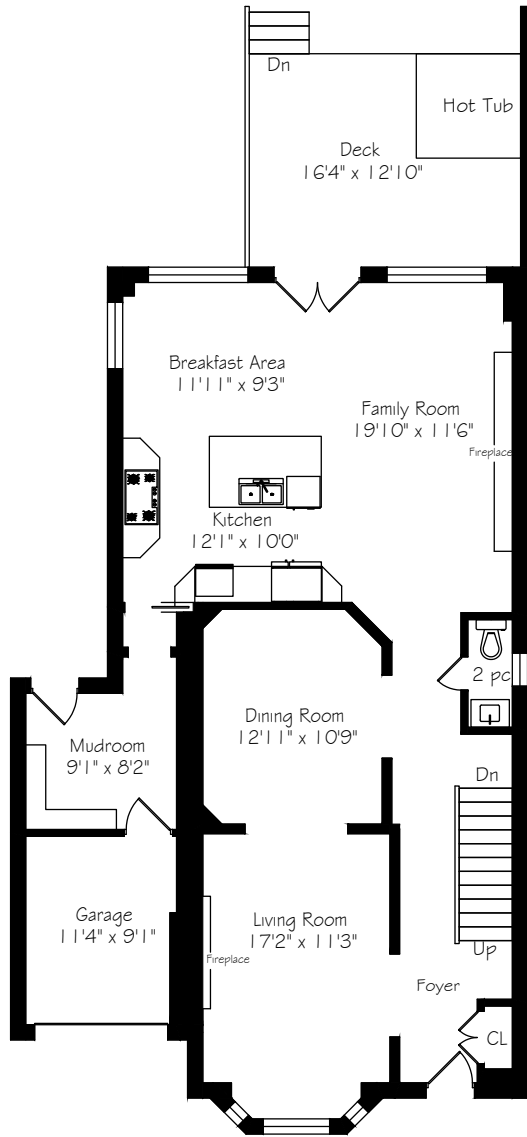 Dn
Hot Tub
Deck
16'4" x 12'10"
Breakfast Area
11'11" x 9'3"
Family Room
19'10" x 11'6"
Fireplace
Kitchen
12'1" x 10'0"
2 pc
Dining Room
12'11" x 10'9"
Mudroom
9'1" x 8'2"
Dn
Garage
11'4" x 9'1"
Living Room
17'2" x 11'3"
Fireplace
Up
Foyer
CL